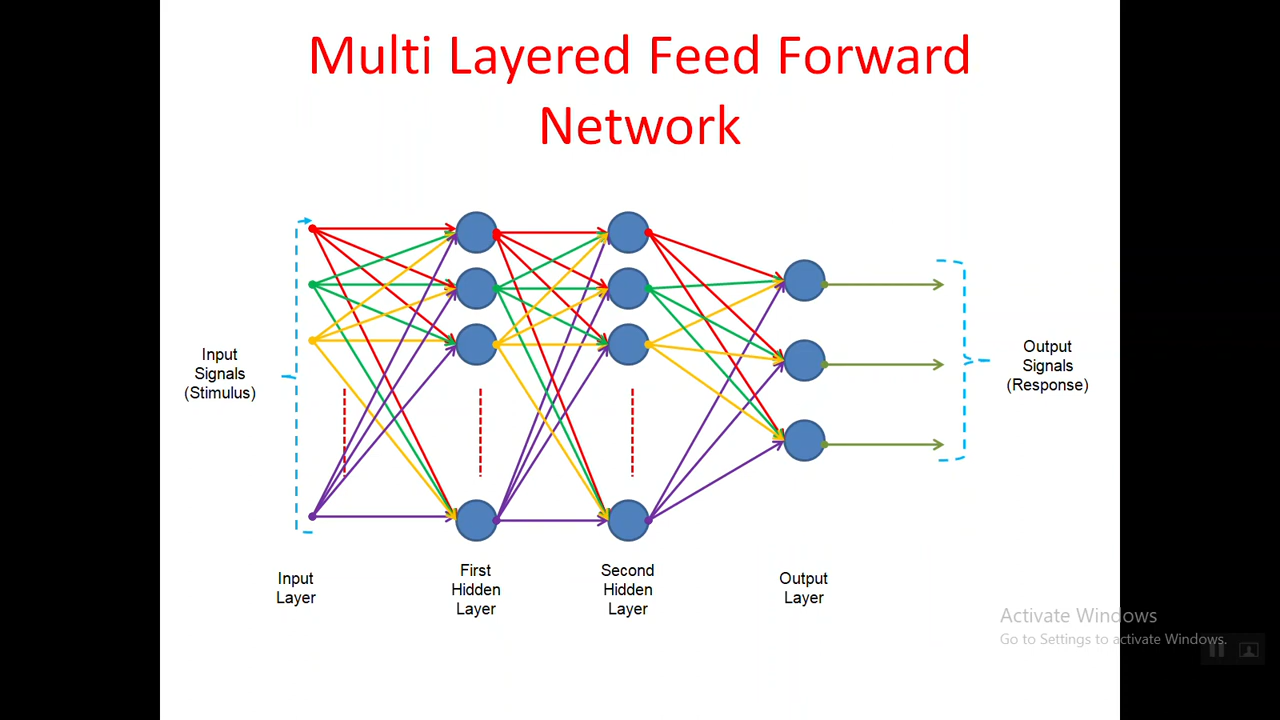 Multi Layered Feed Forward
Network
Input
Signals
(Stimulus)
Output
Signals
(Response)
Input
Layer
First
Hidden
Layer
Second
Hidden
Layer
Output
Layer
Activate Windows
Go to Settings to activate Windows.